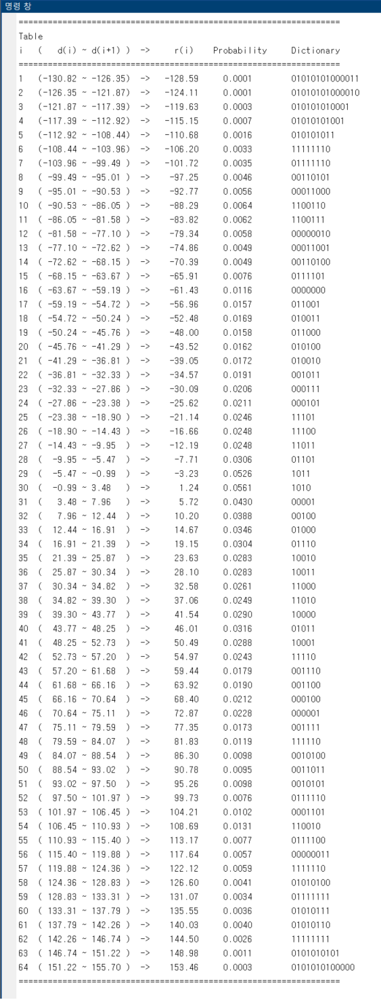 명령 창
==================================================================
Table
i ( d(i) ~ d(i+1) ) -> r(i) Probability Dictionary
==================================================================
1 (-130.82 ~ -126.35) -> -128.59 0.0001 01010101000011
2 (-126.35 ~ -121.87) -> -124.11 0.0001 01010101000010
3 (-121.87 ~ -117.39) -> -119.63 0.0003 010101010001
4 (-117.39 ~ -112.92) -> -115.15 0.0007 01010101001
5 (-112.92 ~ -108.44) -> -110.68 0.0016 010101011
6 (-108.44 ~ -103.96) -> -106.20 0.0033 11111110
7 (-103.96 ~ -99.49 ) -> -101.72 0.0035 01111110
8 ( -99.49 ~ -95.01 ) -> -97.25 0.0046 00110101
9 ( -95.01 ~ -90.53 ) -> -92.77 0.0056 00011000
10 ( -90.53 ~ -86.05 ) -> -88.29 0.0064 1100110
11 ( -86.05 ~ -81.58 ) -> -83.82 0.0062 1100111
12 ( -81.58 ~ -77.10 ) -> -79.34 0.0058 00000010
13 ( -77.10 ~ -72.62 ) -> -74.86 0.0049 00011001
14 ( -72.62 ~ -68.15 ) -> -70.39 0.0049 00110100
15 ( -68.15 ~ -63.67 ) -> -65.91 0.0076 0111101
16 ( -63.67 ~ -59.19 ) -> -61.43 0.0116 0000000
17 ( -59.19 ~ -54.72 ) -> -56.96 0.0157 011001
18 ( -54.72 ~ -50.24 ) -> -52.48 0.0169 010011
19 ( -50.24 ~ -45.76 ) -> -48.00 0.0158 011000
20 ( -45.76 ~ -41.29 ) -> -43.52 0.0162 010100
21 ( -41.29 ~ -36.81 ) -> -39.05 0.0172 010010
22 ( -36.81 ~ -32.33 ) -> -34.57 0.0191 001011
23 ( -32.33 ~ -27.86 ) -> -30.09 0.0206 000111
24 ( -27.86 ~ -23.38 ) -> -25.62 0.0211 000101
25 ( -23.38 ~ -18.90 ) -> -21.14 0.0246 11101
26 ( -18.90 ~ -14.43 ) -> -16.66 0.0248 11100
27 ( -14.43 ~ -9.95 ) -> -12.19 0.0248 11011
28 ( -9.95 ~ -5.47 ) -> -7.71 0.0306 01101
29 ( -5.47 ~ -0.99 ) -> -3.23 0.0526 1011
30 ( -0.99 ~ 3.48 ) -> 1.24 0.0561 1010
31 ( 3.48 ~ 7.96 ) -> 5.72 0.0430 00001
32 ( 7.96 ~ 12.44 ) -> 10.20 0.0388 00100
33 ( 12.44 ~ 16.91 ) -> 14.67 0.0346 01000
34 ( 16.91 ~ 21.39 ) -> 19.15 0.0304 01110
35 ( 21.39 ~ 25.87 ) -> 23.63 0.0283 10010
36 ( 25.87 ~ 30.34 ) -> 28.10 0.0283 10011
37 ( 30.34 ~ 34.82 ) -> 32.58 0.0261 11000
38 ( 34.82 ~ 39.30 ) -> 37.06 0.0249 11010
39 ( 39.30 ~ 43.77 ) -> 41.54 0.0290 10000
40 ( 43.77 ~ 48.25 ) -> 46.01 0.0316 01011
41 ( 48.25 ~ 52.73 ) -> 50.49 0.0288 10001
42 ( 52.73 ~ 57.20 ) -> 54.97 0.0243 11110
43 ( 57.20 ~ 61.68 ) -> 59.44 0.0179 001110
44 ( 61.68 ~ 66.16 ) -> 63.92 0.0190 001100
45 ( 66.16 ~ 70.64 ) -> 68.40 0.0212 000100
46 ( 70.64 ~ 75.11 ) -> 72.87 0.0228 000001
47 ( 75.11 ~ 79.59 ) -> 77.35 0.0173 001111
48 ( 79.59 ~ 84.07 ) -> 81.83 0.0119 111110
49 ( 84.07 ~ 88.54 ) -> 86.30 0.0098 0010100
50 ( 88.54 ~ 93.02 ) -> 90.78 0.0095 0011011
51 ( 93.02 ~ 97.50 ) -> 95.26 0.0098 0010101
52 ( 97.50 ~ 101.97 ) -> 99.73 0.0076 0111110
53 ( 101.97 ~ 106.45 ) -> 104.21 0.0102 0001101
54 ( 106.45 ~ 110.93 ) -> 108.69 0.0131 110010
55 ( 110.93 ~ 115.40 ) -> 113.17 0.0077 0111100
56 ( 115.40 ~ 119.88 ) -> 117.64 0.0057 00000011
57 ( 119.88 ~ 124.36 ) -> 122.12 0.0059 1111110
58 ( 124.36 ~ 128.83 ) -> 126.60 0.0041 01010100
59 ( 128.83 ~ 133.31 ) -> 131.07 0.0034 01111111
60 ( 133.31 ~ 137.79 ) -> 135.55 0.0036 01010111
61 ( 137.79 ~ 142.26 ) -> 140.03 0.0040 01010110
62 ( 142.26 ~ 146.74 ) -> 144.50 0.0026 11111111
63 ( 146.74 ~ 151.22 ) -> 148.98 0.0011 0101010101
64 ( 151.22 ~ 155.70 ) -> 153.46 0.0003 0101010100000
==================================================================